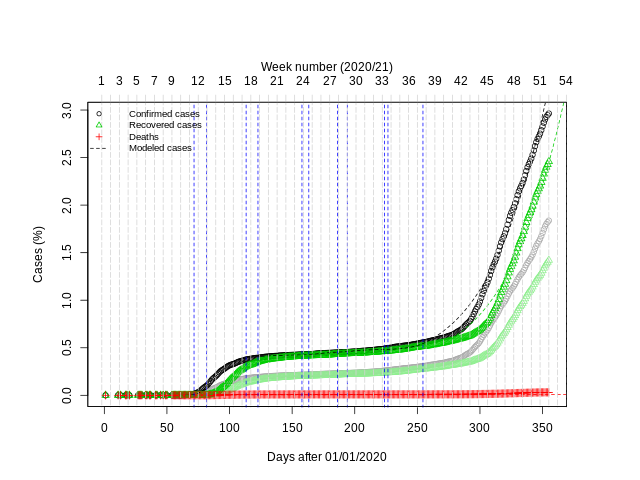 Week number (2020/21)
1 3 5 7 9 12 15 18 21 24 27 30 33 36 39 42 45 48 51 54
3.0
Confirmed cases
Recovered cases
Deaths
Modeled cases
2.5
2.0
1.5
Cases (%)
1.0
0.5
0.0
0 50 100 150 200 250 300 350
Days after 01/01/2020